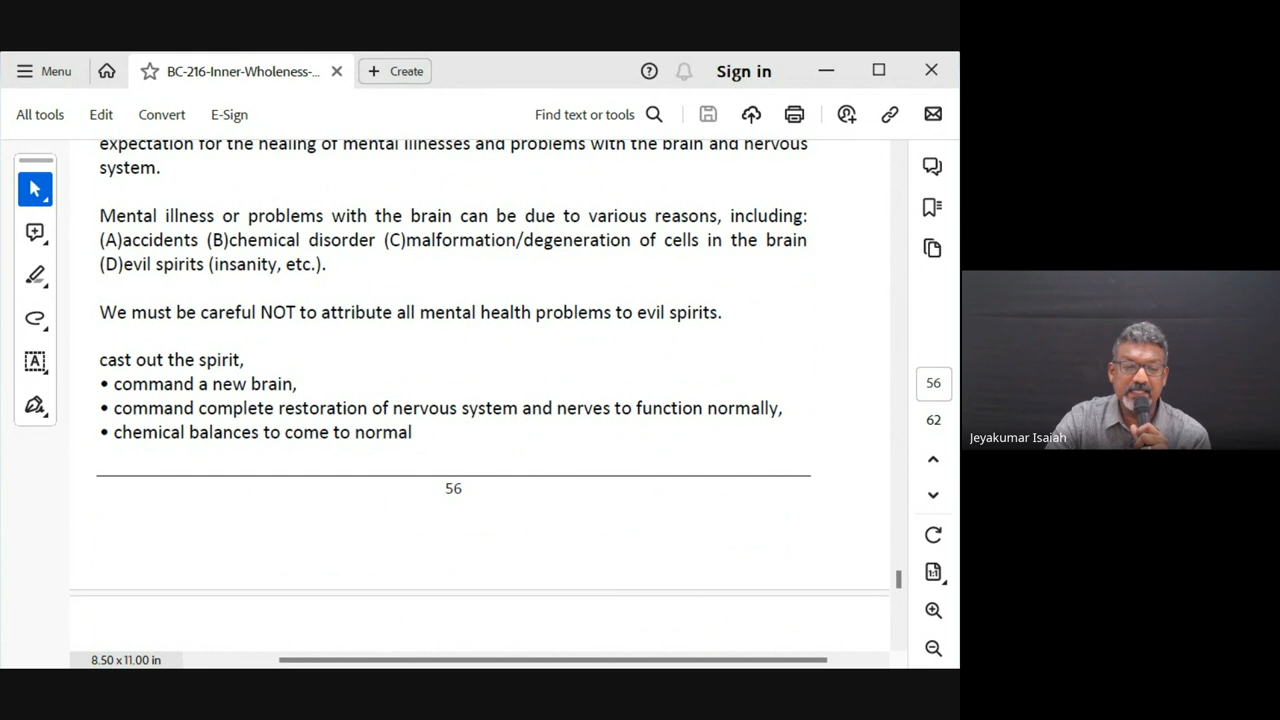 Menu
BC-216-Inner-Wholeness-...
Create
Sign in
All tools
Edit
Convert
E-Sign
Find text or tools
expectation for the healing of mental illnesses and problems with the brain and nervous
system.
Mental illness or problems with the brain can be due to various reasons, including:
(A)accidents (B)chemical disorder (C)malformation/degeneration of cells in the brain
(D)evil spirits (insanity, etc.).
We must be careful NOT to attribute all mental health problems to evil spirits.
cast out the spirit,
• command a new brain,
• command complete restoration of nervous system and nerves to function normally,
• chemical balances to come to normal
56
56
62
1:1
8.50 x 11.00 in
Jeyakumar Isaiah